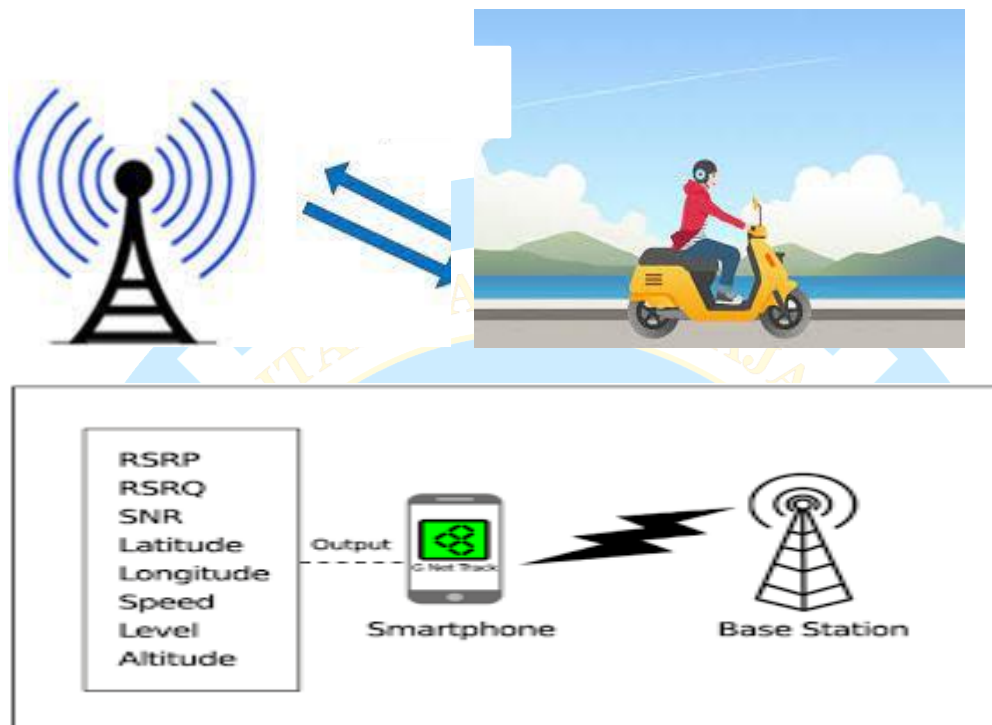 RSRP
RSRQ
SNR
Latitude
Longitude
Speed
Level
Altitude
Output
G Net Track
Smartphone
Base Station